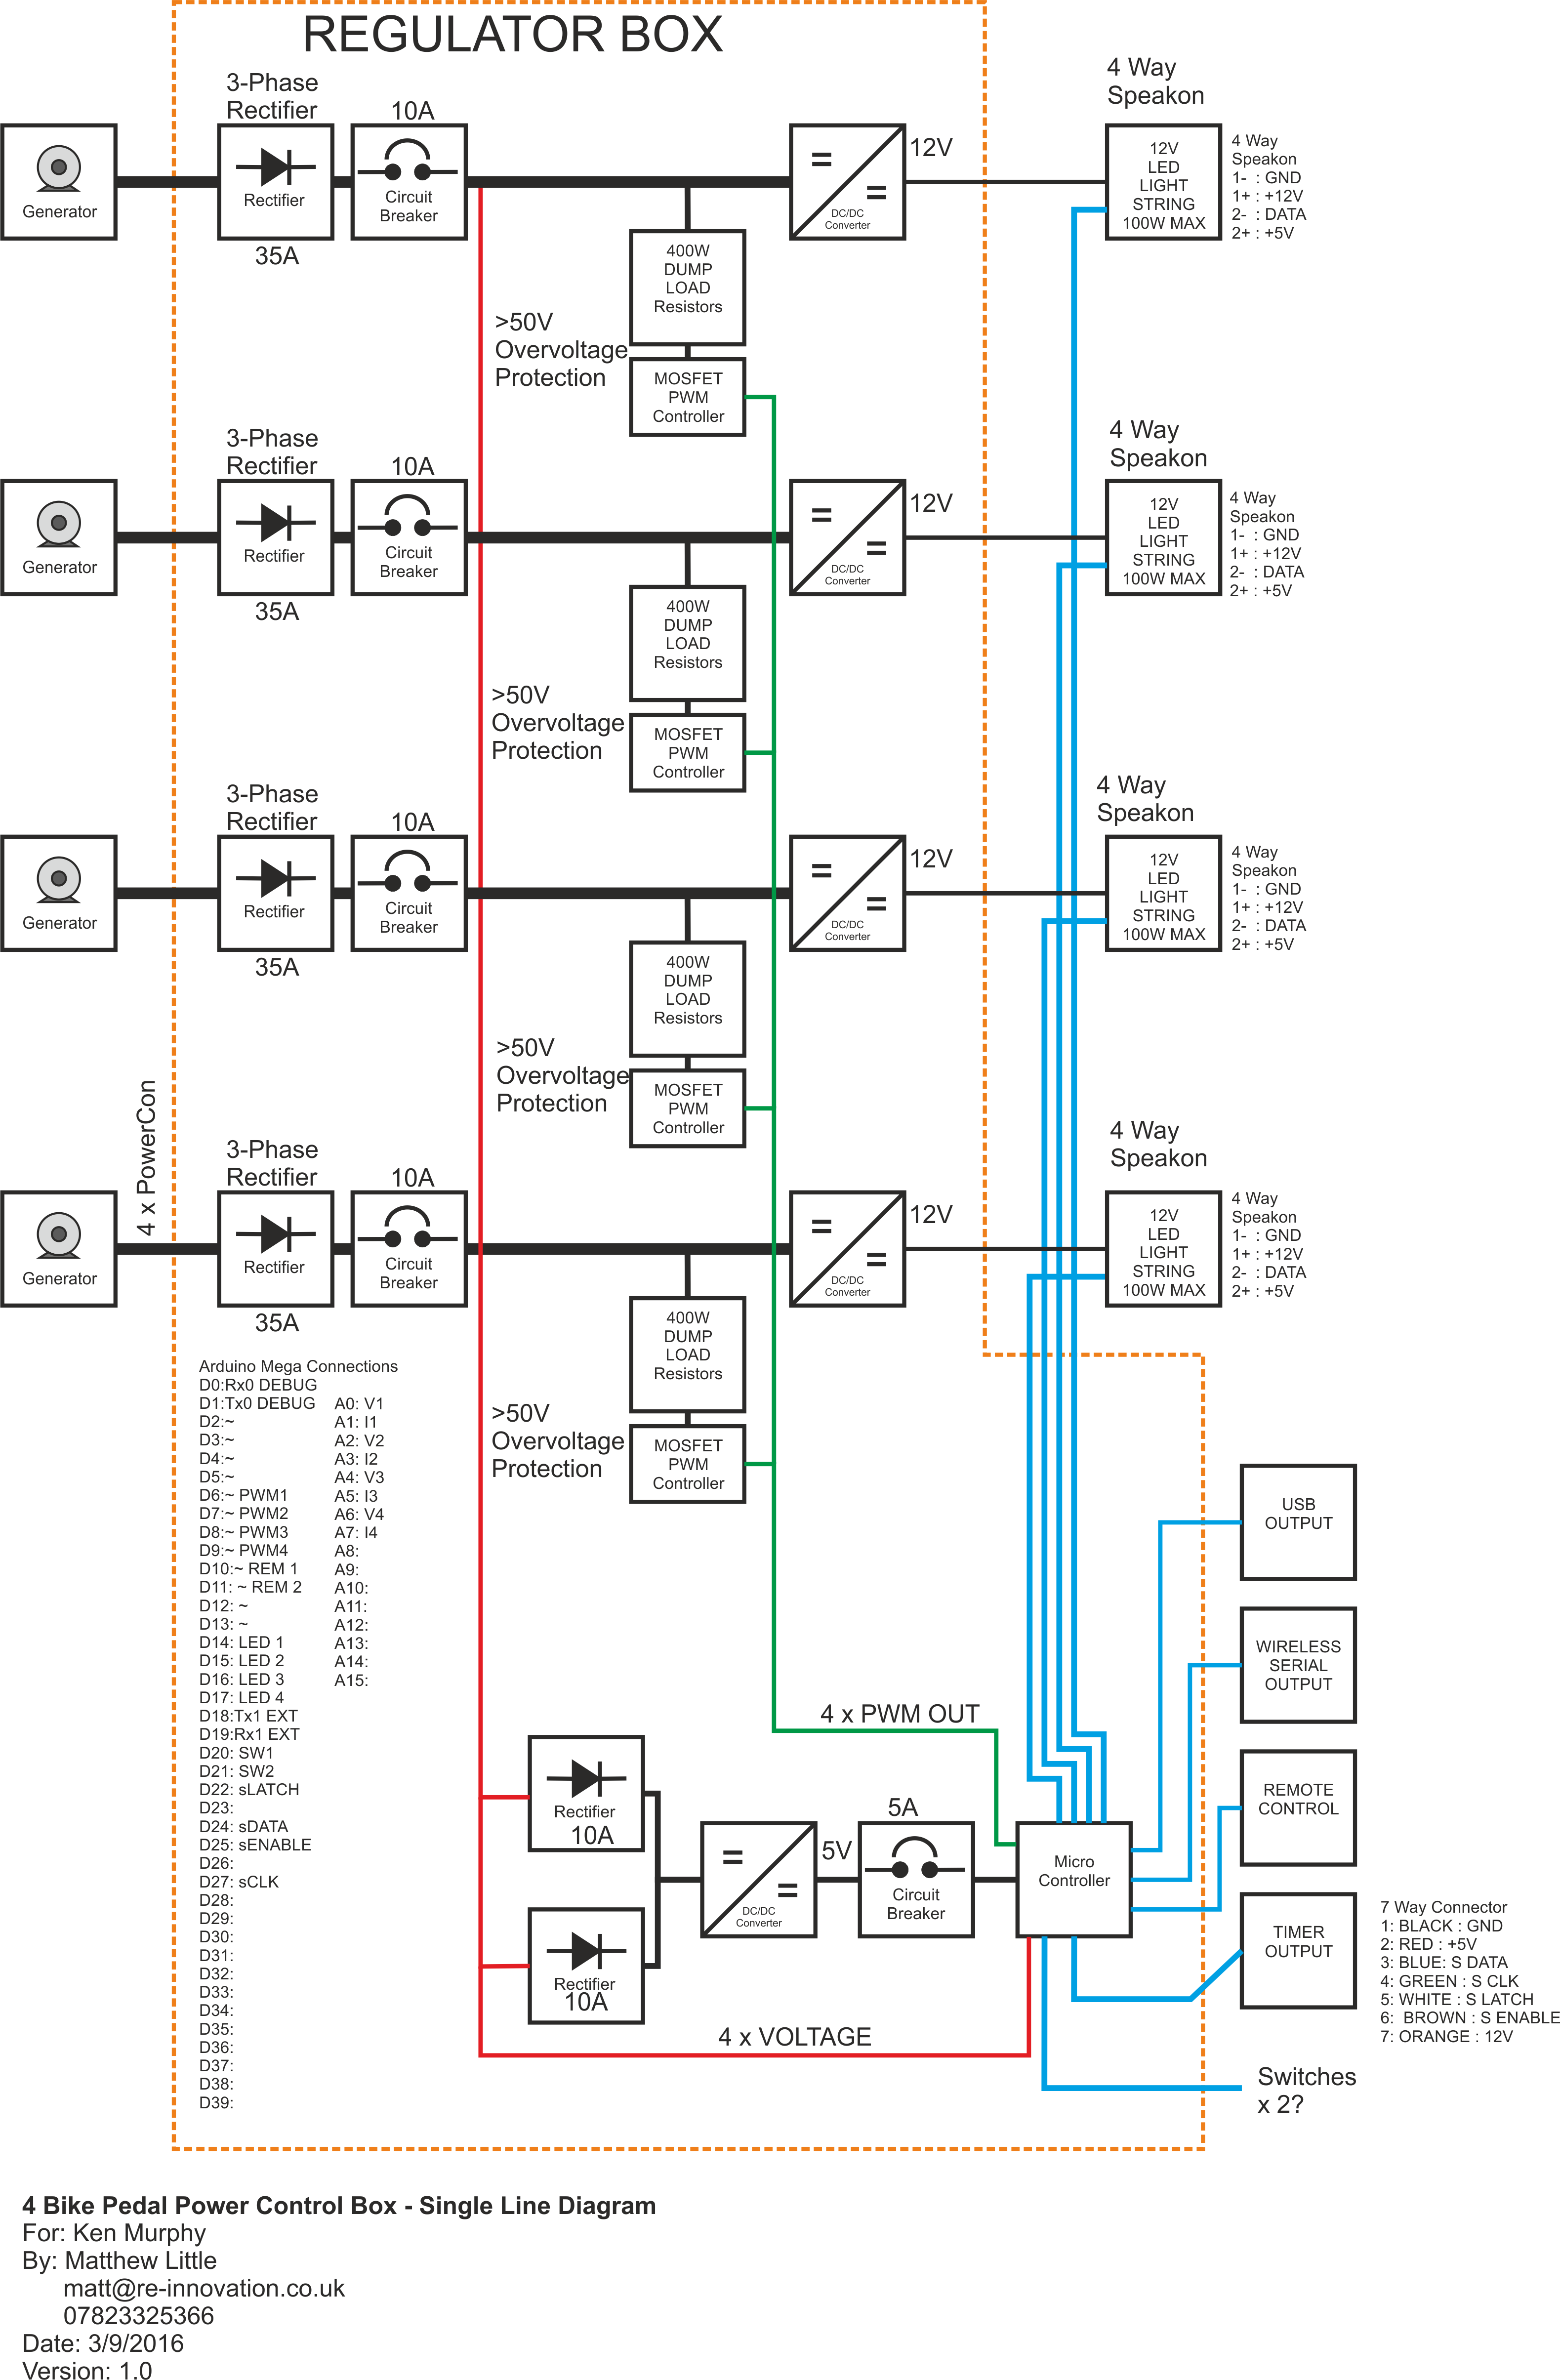 REGULATOR BOX
3-Phase
Rectifier
10A
Generator
Rectifier
Circuit
Breaker
35A
400W
DUMP
LOAD
Resistors
>50V
Overvoltage
Protection
MOSFET
PWM
Controller
DC/DC
Converter
12V
4 Way
Speakon
12V
LED
LIGHT
STRING
100W MAX
4 Way
Speakon
1- : GND
1+ : +12V
2- : DATA
2+ : +5V
3-Phase
Rectifier
10A
Generator
Rectifier
Circuit
Breaker
35A
400W
DUMP
LOAD
Resistors
>50V
Overvoltage
Protection
MOSFET
PWM
Controller
DC/DC
Converter
12V
4 Way
Speakon
12V
LED
LIGHT
STRING
100W MAX
4 Way
Speakon
1- : GND
1+ : +12V
2- : DATA
2+ : +5V
3-Phase
Rectifier
10A
Generator
Rectifier
Circuit
Breaker
35A
400W
DUMP
LOAD
Resistors
>50V
Overvoltage
Protection
MOSFET
PWM
Controller
DC/DC
Converter
12V
4 Way
Speakon
12V
LED
LIGHT
STRING
100W MAX
4 Way
Speakon
1- : GND
1+ : +12V
2- : DATA
2+ : +5V
4 x PowerCon
3-Phase
Rectifier
10A
Generator
Rectifier
Circuit
Breaker
35A
400W
DUMP
LOAD
Resistors
>50V
Overvoltage
Protection
MOSFET
PWM
Controller
DC/DC
Converter
12V
4 Way
Speakon
12V
LED
LIGHT
STRING
100W MAX
4 Way
Speakon
1- : GND
1+ : +12V
2- : DATA
2+ : +5V
Arduino Mega Connections
D0:Rx0 DEBUG
D1:Tx0 DEBUG
D2:~
D3:~
D4:~
D5:~
D6:~ PWM1
D7:~ PWM2
D8:~ PWM3
D9:~ PWM4
D10:~ REM 1
D11: ~ REM 2
D12: ~
D13: ~
D14: LED 1
D15: LED 2
D16: LED 3
D17: LED 4
D18:Tx1 EXT
D19:Rx1 EXT
D20: SW1
D21: SW2
D22: sLATCH
D23:
D24: sDATA
D25: sENABLE
D26:
D27: sCLK
D28:
D29:
D30:
D31:
D32:
D33:
D34:
D35:
D36:
D37:
D38:
D39:
A0: V1
A1: I1
A2: V2
A3: I2
A4: V3
A5: I3
A6: V4
A7: I4
A8:
A9:
A10:
A11:
A12:
A13:
A14:
A15:
4 x PWM OUT
Rectifier
10A
Rectifier
10A
DC/DC
Converter
5V
5A
Circuit
Breaker
Micro
Controller
4 x VOLTAGE
USB
OUTPUT
WIRELESS
SERIAL
OUTPUT
REMOTE
CONTROL
TIMER
OUTPUT
7 Way Connector
1: BLACK : GND
2: RED : +5V
3: BLUE: S DATA
4: GREEN : S CLK
5: WHITE : S LATCH
6: BROWN : S ENABLE
7: ORANGE : 12V
Switches
x 2?
4 Bike Pedal Power Control Box - Single Line Diagram
For: Ken Murphy
By: Matthew Little
matt@re-innovation.co.uk
07823325366
Date: 3/9/2016
Version: 1.0